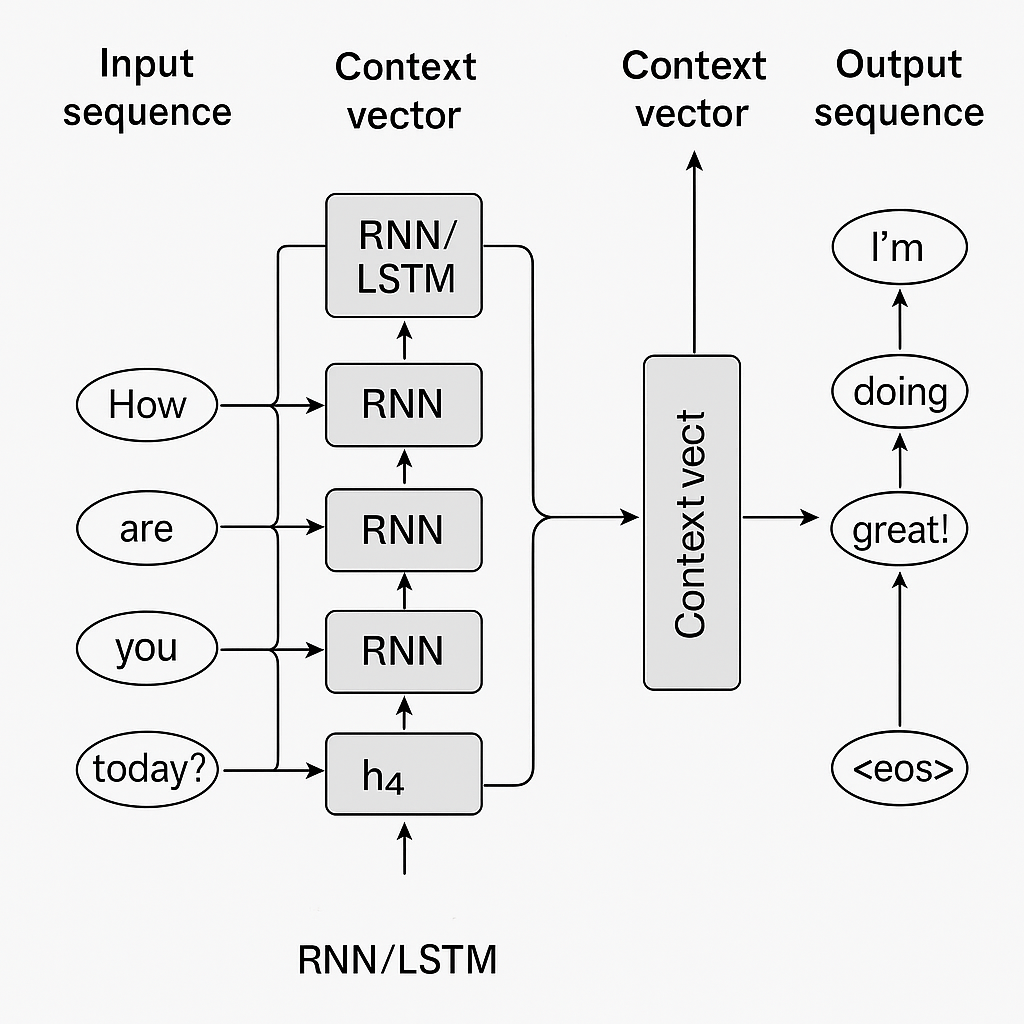 Input
sequence
Context
vector
Context
vector
Output
sequence
RNN/
LSTM
How
RNN
are
RNN
you
RNN
today?
h₄
RNN/LSTM
Context vect
I'm
doing
great!
<eos>